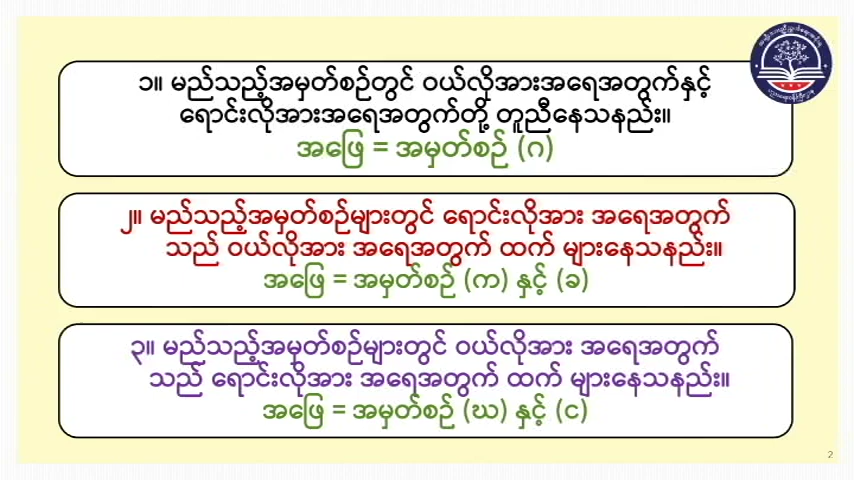 ၁။ မည်သည့်အမှတ်စဉ်တွင် ဝယ်လိုအားအရေအတွက်နှင့်
ရောင်းလိုအားအရေအတွက်တို့ တူညီနေသနည်း။
အဖြေ = အမှတ်စဉ် (ဂ)
၂။ မည်သည့်အမှတ်စဉ်များတွင် ရောင်းလိုအား အရေအတွက်
သည် ဝယ်လိုအား အရေအတွက် ထက် များနေသနည်း။
အဖြေ = အမှတ်စဉ် (က) နှင့် (ခ)
၃။ မည်သည့်အမှတ်စဉ်များတွင် ဝယ်လိုအား အရေအတွက်
သည် ရောင်းလိုအား အရေအတွက် ထက် များနေသနည်း။
အဖြေ = အမှတ်စဉ် (ဃ) နှင့် (င)
2